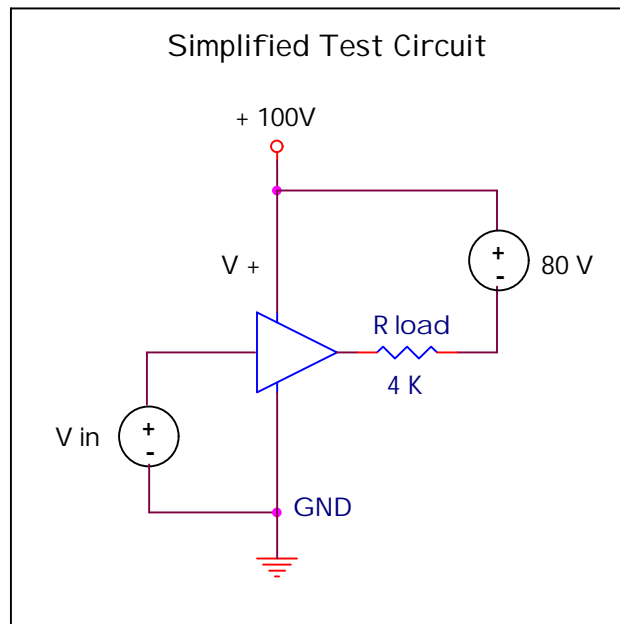 Simplified Test Circuit
+ 100V
V +
+
-
80 V
R load
4 K
V in
+
-
GND